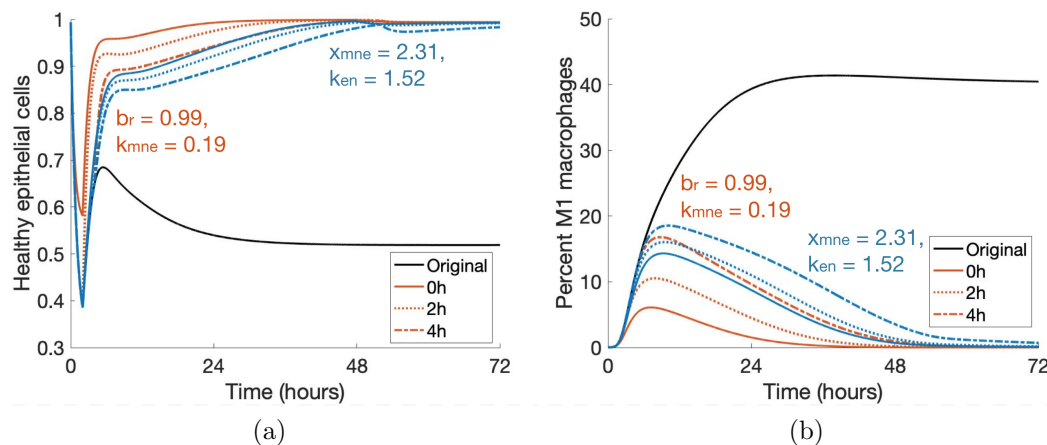 Healthy epithelial cells
1
0.9
0.8
0.7
0.6
0.5
0.4
0.3
xmne = 2.31,
ken = 1.52
br = 0.99,
kmne = 0.19
Original
0h
2h
4h
0
24
48
72
Time (hours)
(a)
Percent M1 macrophages
50
40
30
20
10
0
br = 0.99,
kmne = 0.19
xmne = 2.31,
ken = 1.52
Original
0h
2h
4h
0
24
48
72
Time (hours)
(b)